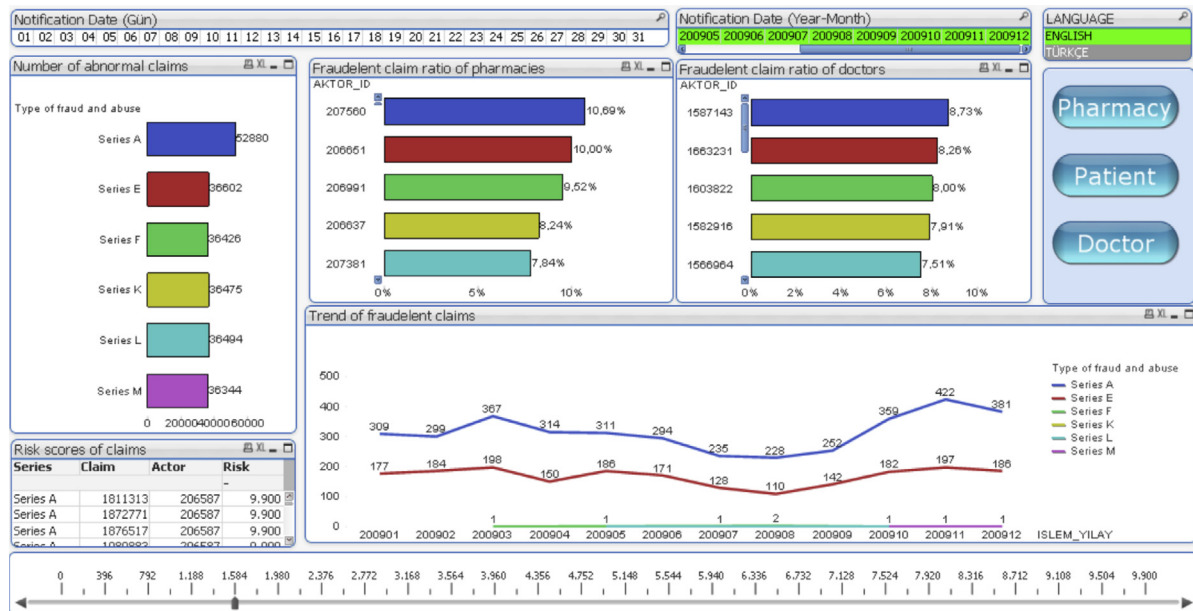 Notification Date (Gün)
01 02 03 04 05 06 07 08 09 10 11 12 13 14 15 16 17 18 19 20 21 22 23 24 25 26 27 28 29 30 31
Notification Date (Year-Month)
200905 200906 200907 200908 200909 200910 200911 200912
LANGUAGE
ENGLISH
TÜRKÇE
Number of abnormal claims
XL
Type of fraud and abuse
Series A 52880
Series E 36602
Series F 36426
Series K 36475
Series L 36494
Series M 36344
0 20000 40000 60000
Fraudelent claim ratio of pharmacies
XL
AKTOR_ID
207560 10,69%
206651 10,00%
206991 9,52%
206637 8,24%
207381 7,84%
0% 5% 10%
Fraudelent claim ratio of doctors
XL
AKTOR_ID
1587143 8,73%
1663231 8,26%
1603822 8,00%
1582916 7,91%
1566964 7,51%
0% 2% 4% 6% 8% 10%
Pharmacy
Patient
Doctor
Trend of fraudelent claims
XL
500
400
300
200
100
0
309 299 367 314 311 294 235 228 252 359 422 381
177 184 198 150 186 171 128 110 142 182 197 186
1 1 1 2 1 1 1
200901 200902 200903 200904 200905 200906 200907 200908 200909 200910 200911 200912 ISLEM_YILAY
Type of fraud and abuse
Series A
Series E
Series F
Series K
Series L
Series M
Risk scores of claims
XL
Series Claim Actor Risk
-
Series A 1811313 206587 9.900
Series A 1872771 206587 9.900
Series A 1876517 206587 9.900
Series A 206587
0 396 792 1.188 1.584 1.980 2.376 2.772 3.168 3.564 3.960 4.356 4.752 5.148 5.544 5.940 6.336 6.732 7.128 7.524 7.920 8.316 8.712 9.108 9.504 9.900